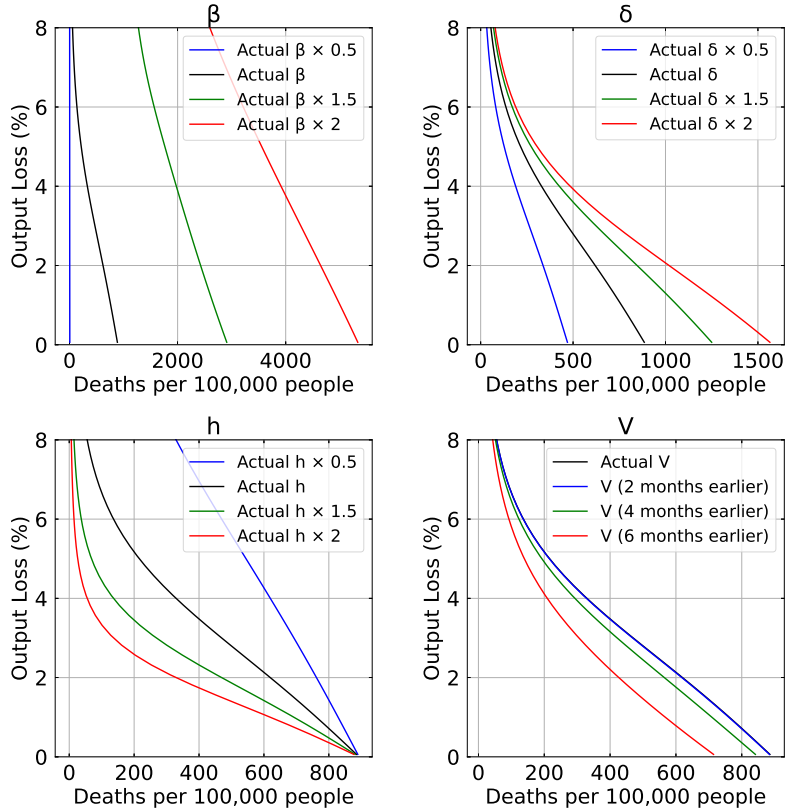 β
Output Loss (%)
8
6
4
2
0
Actual β × 0.5
Actual β
Actual β × 1.5
Actual β × 2
0 2000 4000
Deaths per 100,000 people
δ
Output Loss (%)
8
6
4
2
0
Actual δ × 0.5
Actual δ
Actual δ × 1.5
Actual δ × 2
0 500 1000 1500
Deaths per 100,000 people
h
Output Loss (%)
8
6
4
2
0
Actual h × 0.5
Actual h
Actual h × 1.5
Actual h × 2
0 200 400 600 800
Deaths per 100,000 people
V
Output Loss (%)
8
6
4
2
0
Actual V
V (2 months earlier)
V (4 months earlier)
V (6 months earlier)
0 200 400 600 800
Deaths per 100,000 people